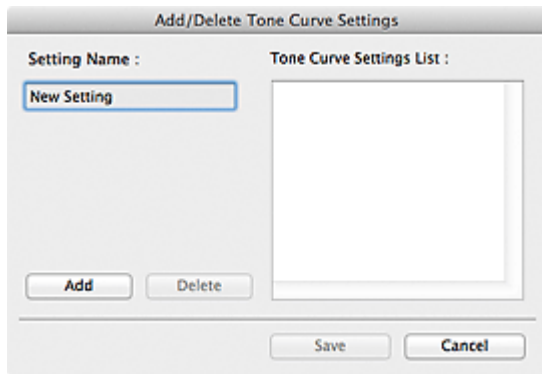 Add/Delete Tone Curve Settings
Setting Name :
Tone Curve Settings List :
New Setting
Add
Delete
Save
Cancel